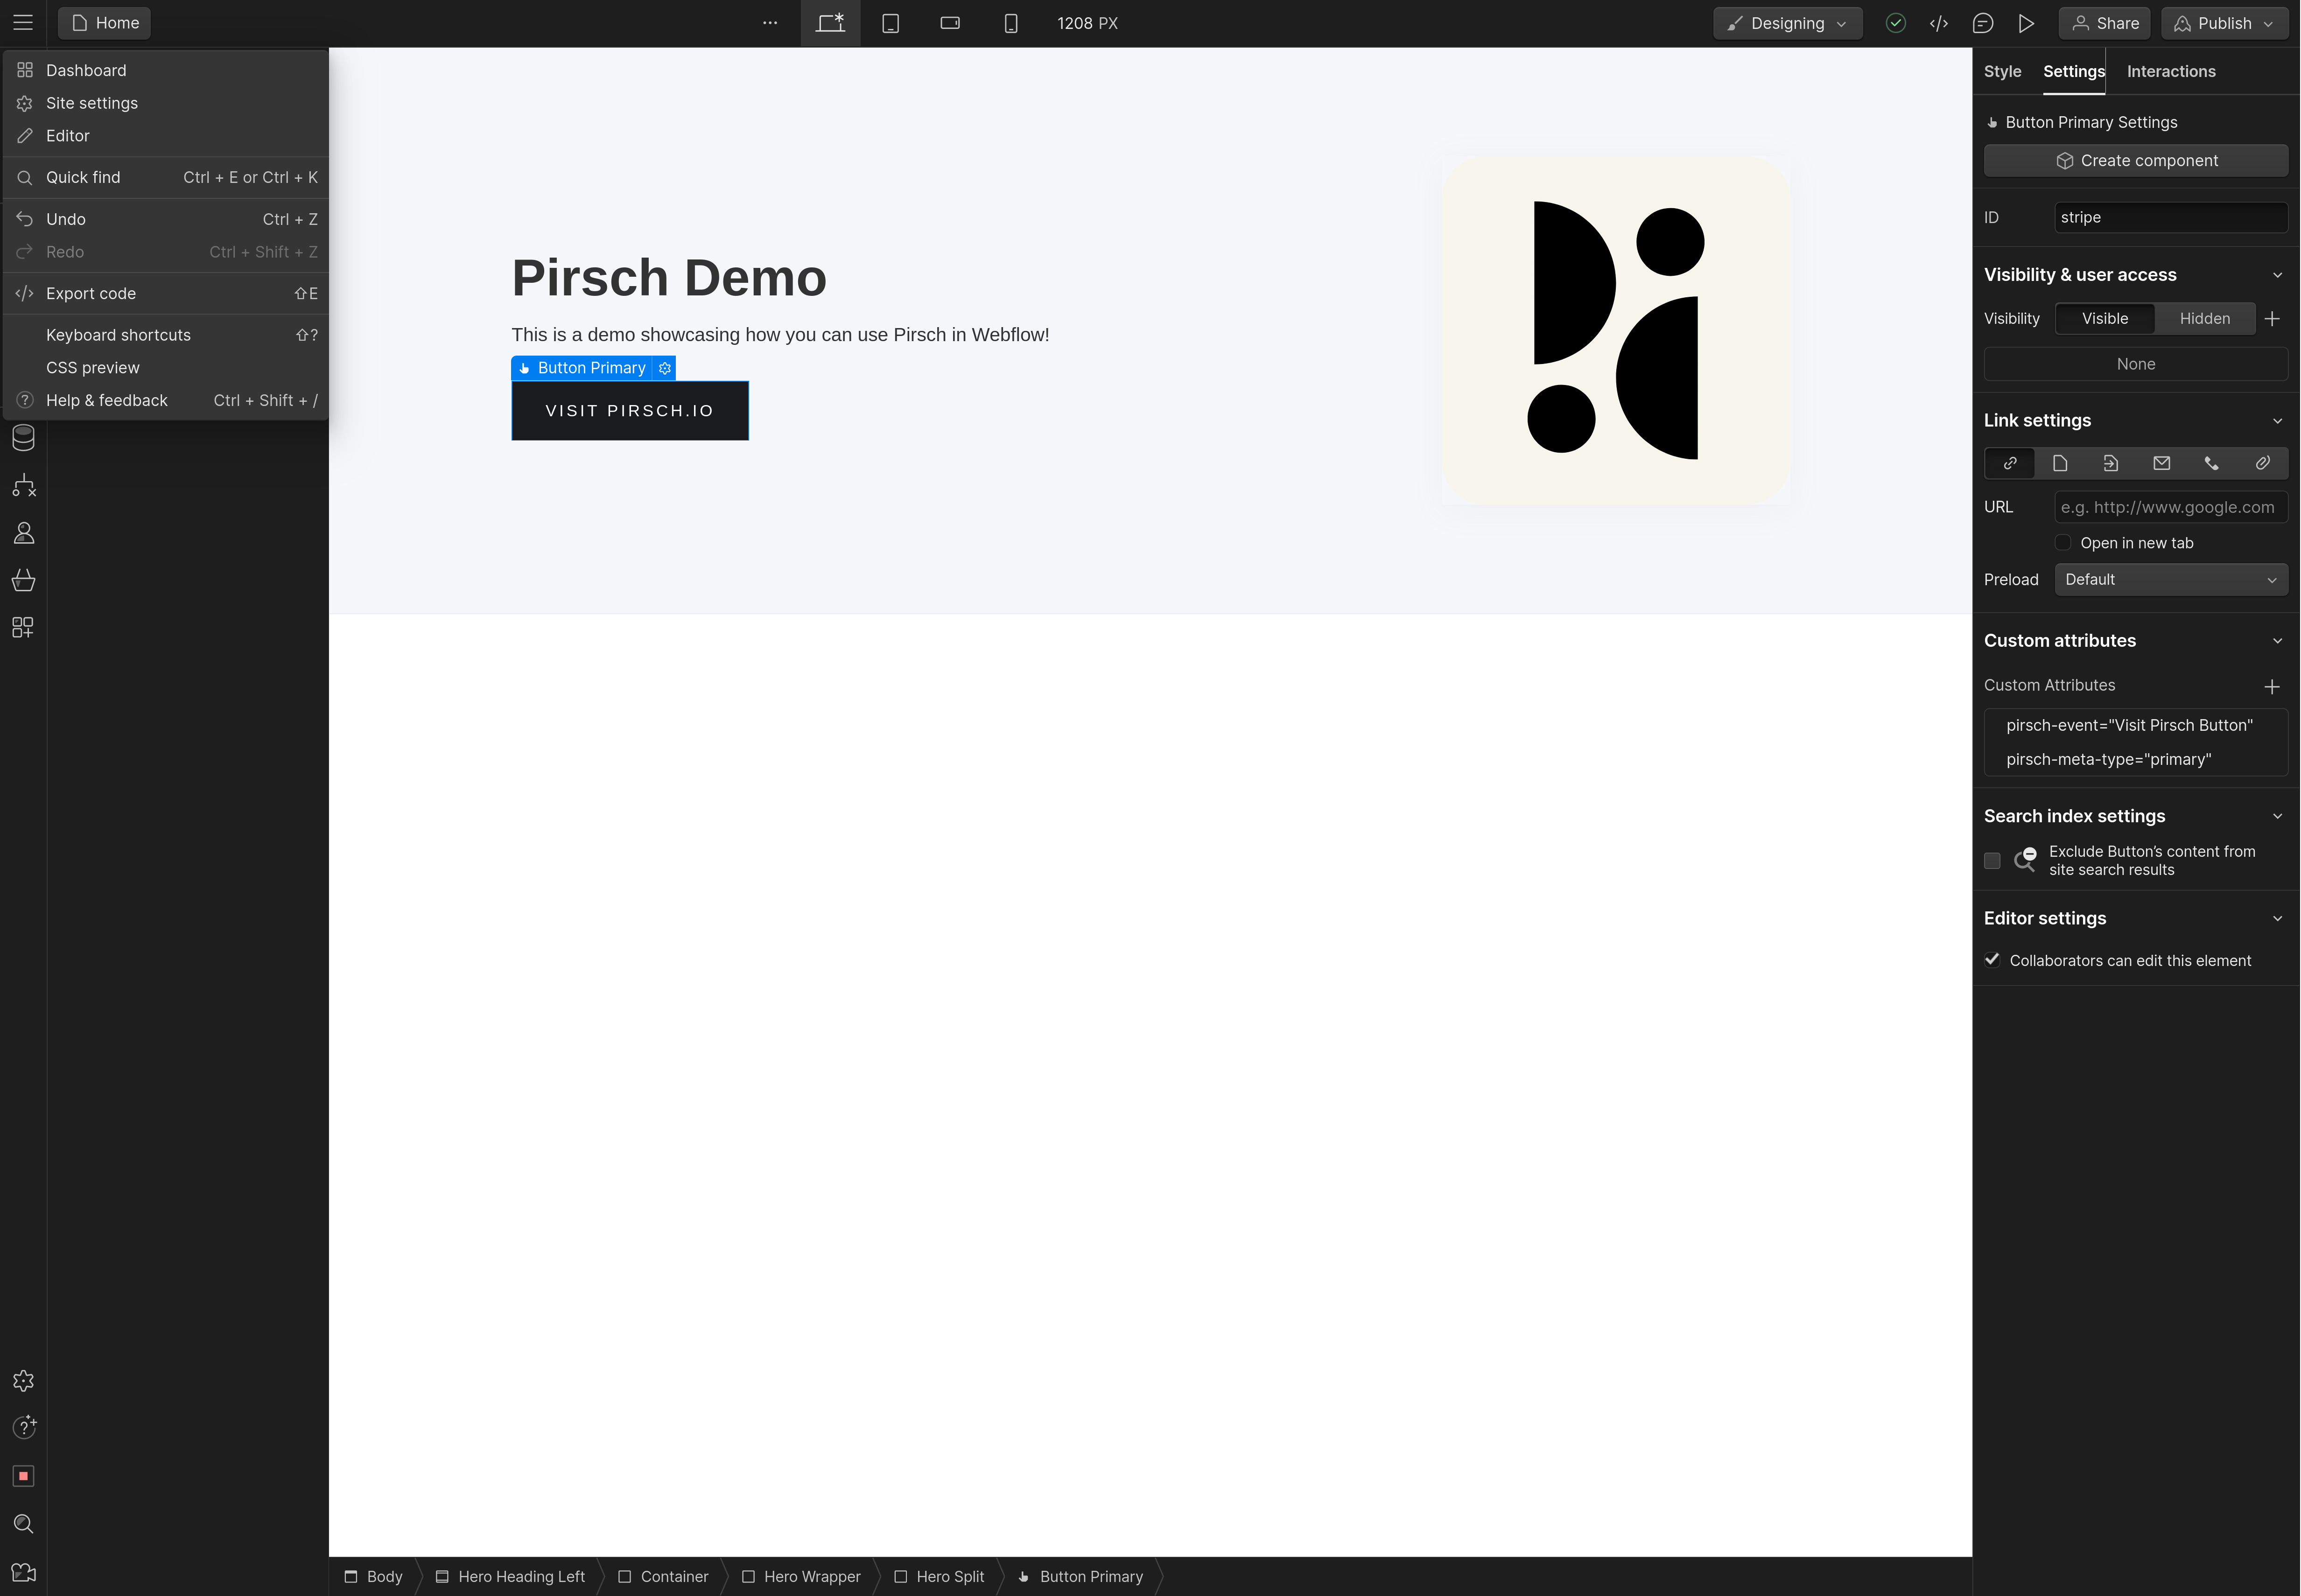 Home
1208 PX
Designing
Share
Publish
Dashboard
Site settings
Editor
Quick find Ctrl + E or Ctrl + K
Undo Ctrl + Z
Redo Ctrl + Shift + Z
Export code ⇧E
Keyboard shortcuts ⇧?
CSS preview
Help & feedback Ctrl + Shift + /
Pirsch Demo
This is a demo showcasing how you can use Pirsch in Webflow!
Button Primary
VISIT PIRSCH.IO
Style Settings Interactions
Button Primary Settings
Create component
ID stripe
Visibility & user access
Visibility Visible Hidden
None
Link settings
URL e.g. http://www.google.com
Open in new tab
Preload Default
Custom attributes
Custom Attributes
pirsch-event="Visit Pirsch Button"
pirsch-meta-type="primary"
Search index settings
Exclude Button's content from
site search results
Editor settings
Collaborators can edit this element
Body Hero Heading Left Container Hero Wrapper Hero Split Button Primary